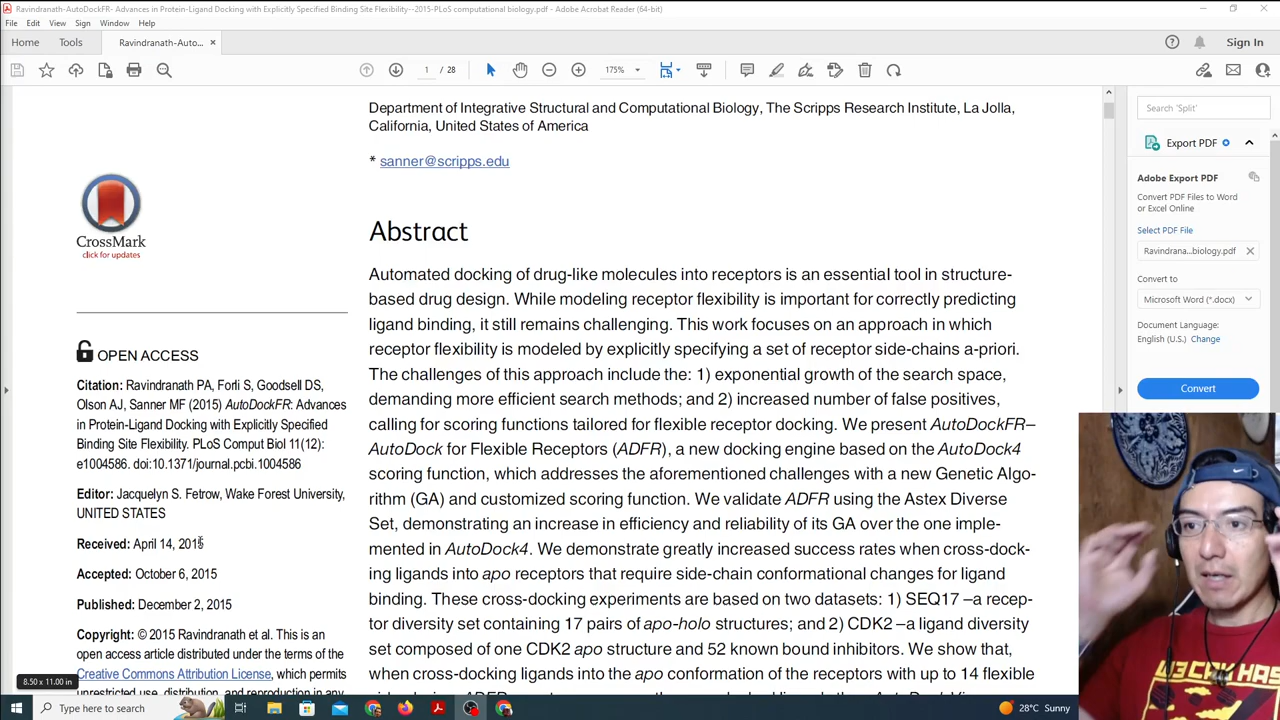 Ravindranath-AutoDockFR- Advances in Protein-Ligand Docking with Explicitly Specified Binding Site Flexibility--2015-PLoS computational biology.pdf - Adobe Acrobat Reader (64-bit)
File Edit View Sign Window Help
Home Tools Ravindranath-Auto... × Sign In
1 / 28 175%
Department of Integrative Structural and Computational Biology, The Scripps Research Institute, La Jolla,
California, United States of America
* sanner@scripps.edu
CrossMark
click for updates
OPEN ACCESS
Citation: Ravindranath PA, Forli S, Goodsell DS,
Olson AJ, Sanner MF (2015) AutoDockFR: Advances
in Protein-Ligand Docking with Explicitly Specified
Binding Site Flexibility. PLoS Comput Biol 11(12):
e1004586. doi:10.1371/journal.pcbi.1004586
Editor: Jacquelyn S. Fetrow, Wake Forest University,
UNITED STATES
Received: April 14, 2015
Accepted: October 6, 2015
Published: December 2, 2015
Copyright: © 2015 Ravindranath et al. This is an
open access article distributed under the terms of the
Creative Commons Attribution License, which permits
unrestricted use, distribution, and reproduction in any
Abstract
Automated docking of drug-like molecules into receptors is an essential tool in structure-
based drug design. While modeling receptor flexibility is important for correctly predicting
ligand binding, it still remains challenging. This work focuses on an approach in which
receptor flexibility is modeled by explicitly specifying a set of receptor side-chains a-priori.
The challenges of this approach include the: 1) exponential growth of the search space,
demanding more efficient search methods; and 2) increased number of false positives,
calling for scoring functions tailored for flexible receptor docking. We present AutoDockFR–
AutoDock for Flexible Receptors (ADFR), a new docking engine based on the AutoDock4
scoring function, which addresses the aforementioned challenges with a new Genetic Algo-
rithm (GA) and customized scoring function. We validate ADFR using the Astex Diverse
Set, demonstrating an increase in efficiency and reliability of its GA over the one imple-
mented in AutoDock4. We demonstrate greatly increased success rates when cross-dock-
ing ligands into apo receptors that require side-chain conformational changes for ligand
binding. These cross-docking experiments are based on two datasets: 1) SEQ17 –a recep-
tor diversity set containing 17 pairs of apo-holo structures; and 2) CDK2 –a ligand diversity
set composed of one CDK2 apo structure and 52 known bound inhibitors. We show that,
when cross-docking ligands into the apo conformation of the receptors with up to 14 flexible
Search 'Split'
Export PDF
Adobe Export PDF
Convert PDF Files to Word
or Excel Online
Select PDF File
Ravindrana...biology.pdf ×
Convert to
Microsoft Word (*.docx)
Document Language:
English (U.S.) Change
Convert
8.50 x 11.00 in
Type here to search
28°C Sunny